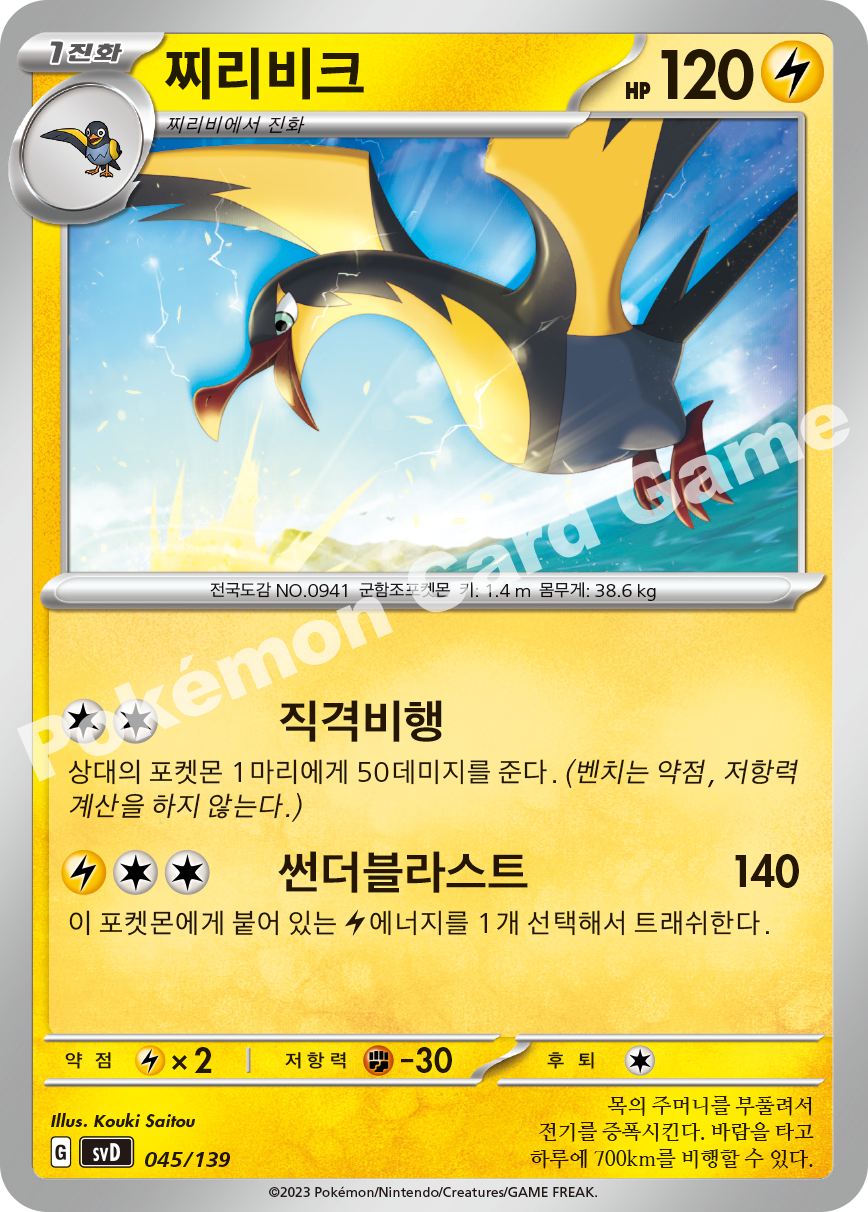 1진화
찌리비크
HP 120
찌리비에서 진화
전국도감 NO.0941 군함조포켓몬 키: 1.4 m 몸무게: 38.6 kg
Pokémon Card Game
직격비행
상대의 포켓몬 1마리에게 50데미지를 준다. (벤치는 약점, 저항력
계산을 하지 않는다.)
썬더블라스트 140
이 포켓몬에게 붙어 있는 에너지를 1개 선택해서 트래쉬한다.
약점 ×2 저항력 -30 후퇴
Illus. Kouki Saitou
G svD 045/139
목의 주머니를 부풀려서
전기를 증폭시킨다. 바람을 타고
하루에 700km를 비행할 수 있다.
©2023 Pokémon/Nintendo/Creatures/GAME FREAK.